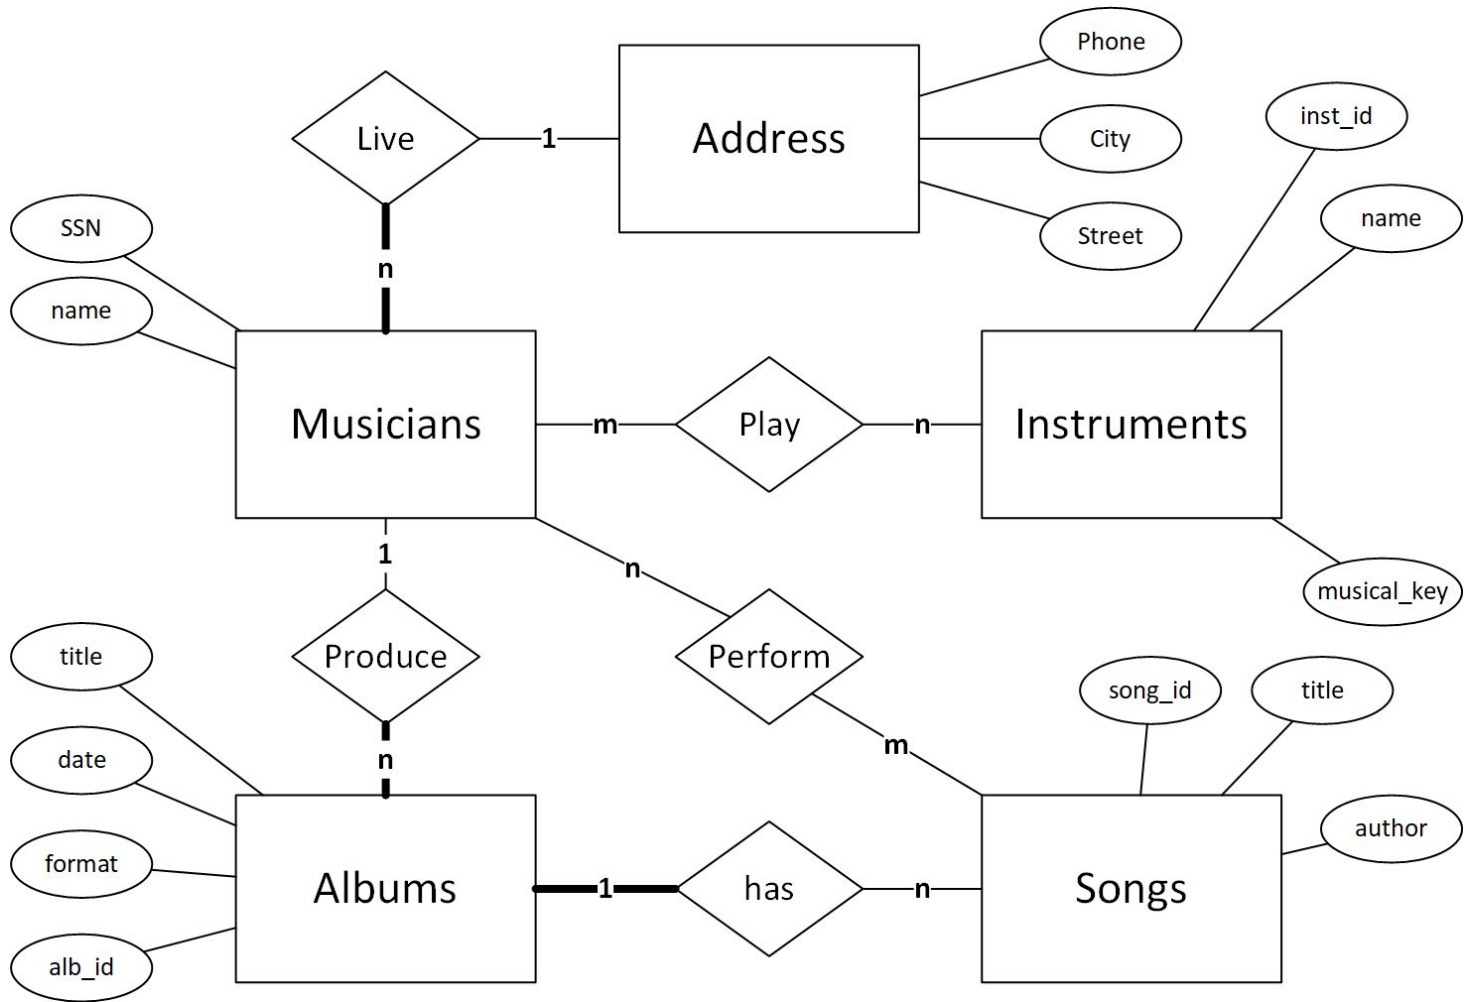 Phone
Live
1
Address
City
inst_id
name
SSN
Street
n
name
Musicians
m
Play
n
Instruments
1
n
musical_key
title
Produce
Perform
song_id
title
date
n
m
author
format
Albums
1
has
n
Songs
alb_id